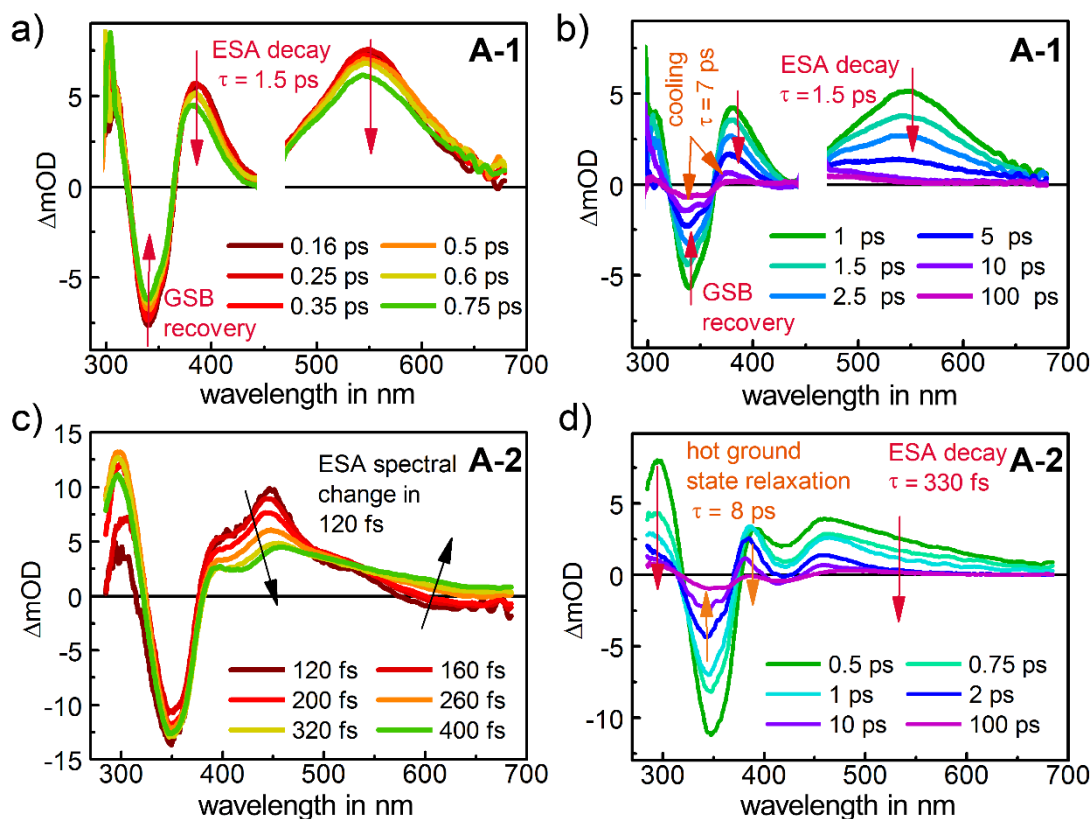 a)
A-1
ESA decay
τ = 1.5 ps
GSB
recovery
ΔmOD
5
0
-5
0.16 ps
0.25 ps
0.35 ps
0.5 ps
0.6 ps
0.75 ps
300 400 500 600 700
wavelength in nm
b)
A-1
cooling
τ = 7 ps
ESA decay
τ = 1.5 ps
GSB
recovery
ΔmOD
5
0
-5
1 ps
1.5 ps
2.5 ps
5 ps
10 ps
100 ps
300 400 500 600 700
wavelength in nm
c)
A-2
ESA spectral
change in
120 fs
ΔmOD
15
10
5
0
-5
-10
-15
120 fs
200 fs
320 fs
160 fs
260 fs
400 fs
300 400 500 600 700
wavelength in nm
d)
A-2
hot ground
state relaxation
τ = 8 ps
ESA decay
τ = 330 fs
ΔmOD
10
5
0
-5
-10
0.5 ps
1 ps
10 ps
0.75 ps
2 ps
100 ps
300 400 500 600 700
wavelength in nm